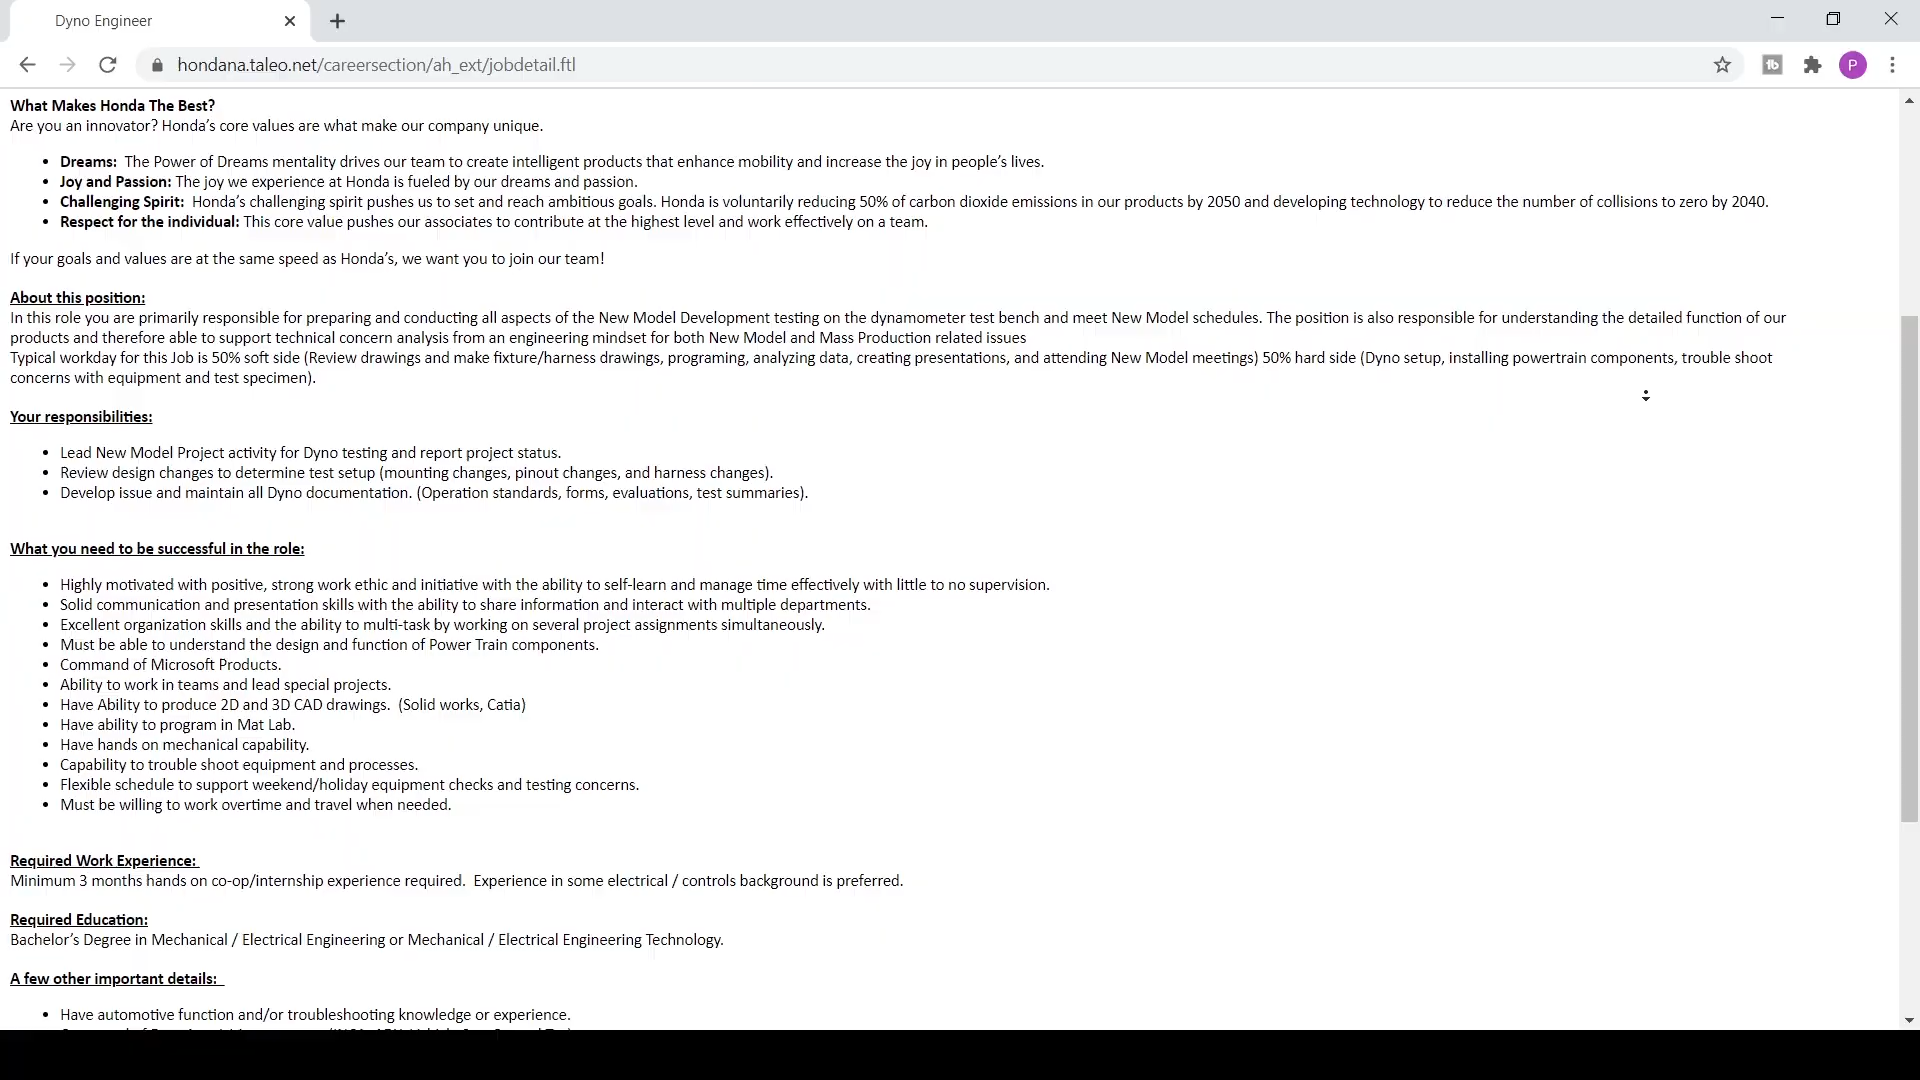 Dyno Engineer
hondana.taleo.net/careersection/ah_ext/jobdetail.ftl
P
What Makes Honda The Best?
Are you an innovator? Honda’s core values are what make our company unique.
• Dreams:  The Power of Dreams mentality drives our team to create intelligent products that enhance mobility and increase the joy in people’s lives.
• Joy and Passion: The joy we experience at Honda is fueled by our dreams and passion.
• Challenging Spirit:  Honda’s challenging spirit pushes us to set and reach ambitious goals. Honda is voluntarily reducing 50% of carbon dioxide emissions in our products by 2050 and developing technology to reduce the number of collisions to zero by 2040.
• Respect for the individual: This core value pushes our associates to contribute at the highest level and work effectively on a team.
If your goals and values are at the same speed as Honda’s, we want you to join our team!
About this position:
In this role you are primarily responsible for preparing and conducting all aspects of the New Model Development testing on the dynamometer test bench and meet New Model schedules. The position is also responsible for understanding the detailed function of our
products and therefore able to support technical concern analysis from an engineering mindset for both New Model and Mass Production related issues
Typical workday for this Job is 50% soft side (Review drawings and make fixture/harness drawings, programing, analyzing data, creating presentations, and attending New Model meetings) 50% hard side (Dyno setup, installing powertrain components, trouble shoot
concerns with equipment and test specimen).
Your responsibilities:
• Lead New Model Project activity for Dyno testing and report project status.
• Review design changes to determine test setup (mounting changes, pinout changes, and harness changes).
• Develop issue and maintain all Dyno documentation. (Operation standards, forms, evaluations, test summaries).
What you need to be successful in the role:
• Highly motivated with positive, strong work ethic and initiative with the ability to self-learn and manage time effectively with little to no supervision.
• Solid communication and presentation skills with the ability to share information and interact with multiple departments.
• Excellent organization skills and the ability to multi-task by working on several project assignments simultaneously.
• Must be able to understand the design and function of Power Train components.
• Command of Microsoft Products.
• Ability to work in teams and lead special projects.
• Have Ability to produce 2D and 3D CAD drawings.  (Solid works, Catia)
• Have ability to program in Mat Lab.
• Have hands on mechanical capability.
• Capability to trouble shoot equipment and processes.
• Flexible schedule to support weekend/holiday equipment checks and testing concerns.
• Must be willing to work overtime and travel when needed.
Required Work Experience:
Minimum 3 months hands on co-op/internship experience required.  Experience in some electrical / controls background is preferred.
Required Education:
Bachelor’s Degree in Mechanical / Electrical Engineering or Mechanical / Electrical Engineering Technology.
A few other important details:
• Have automotive function and/or troubleshooting knowledge or experience.